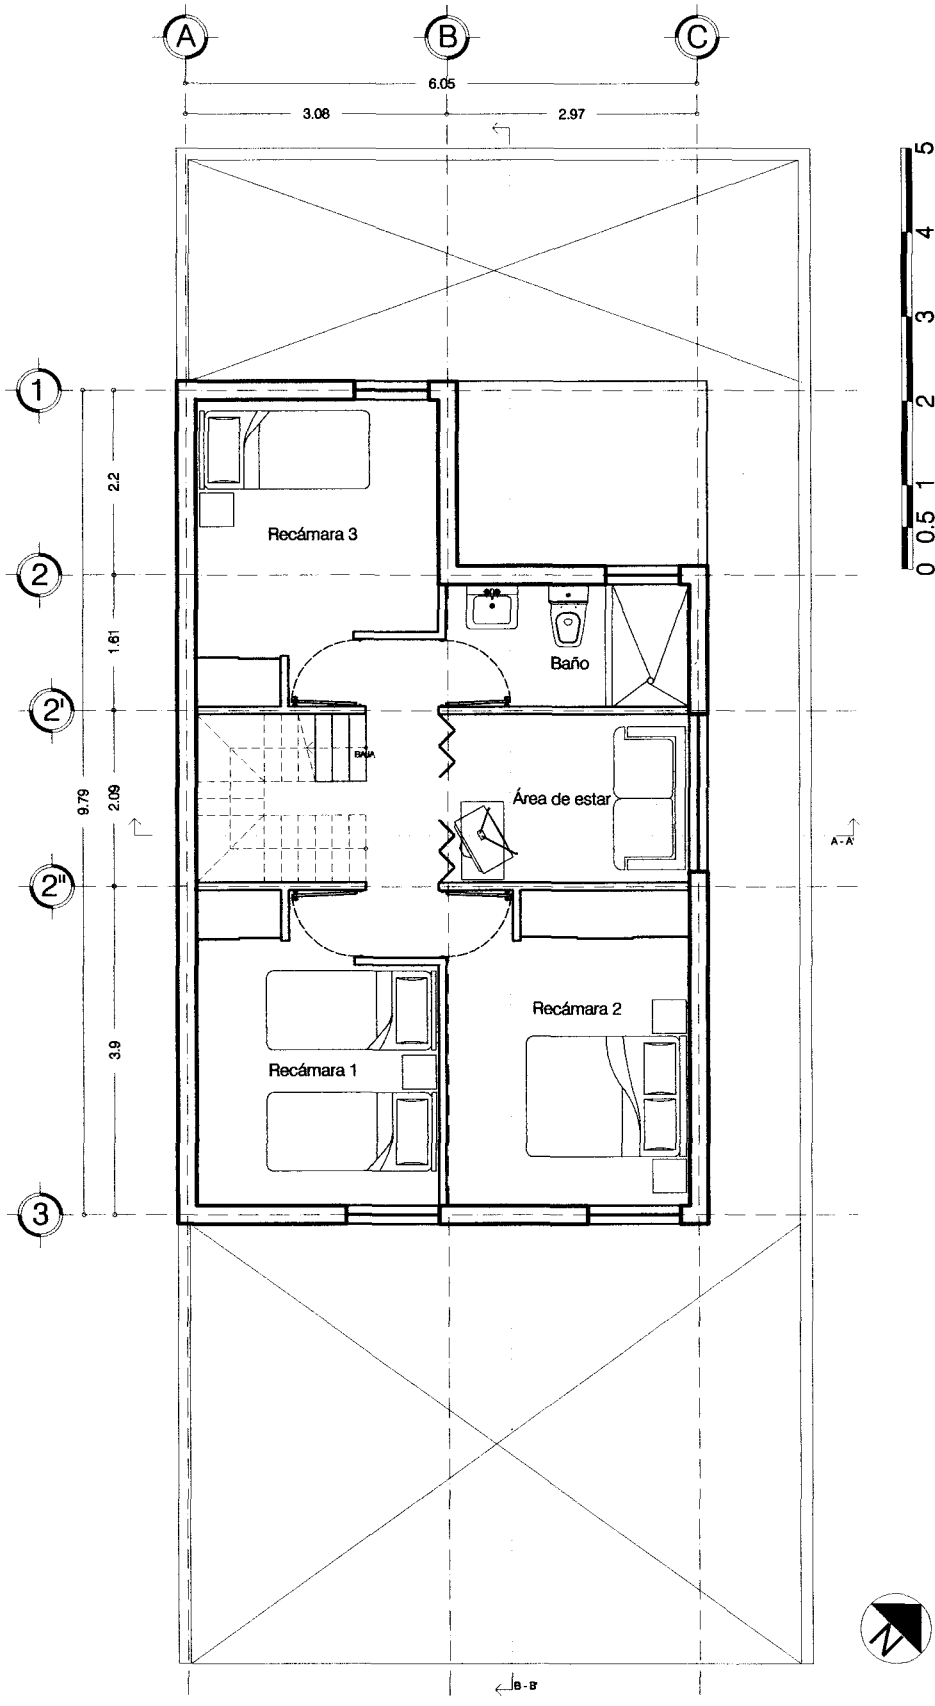 A B C
6.05
3.08 2.97
5
4
3
2
1
0.5
0
1
2.2
Recámara 3
2
1.61
Baño
2'
BAJA
9.79
2.09
Área de estar
A - A'
2"
Recámara 2
3.9
Recámara 1
3
N
B - B'